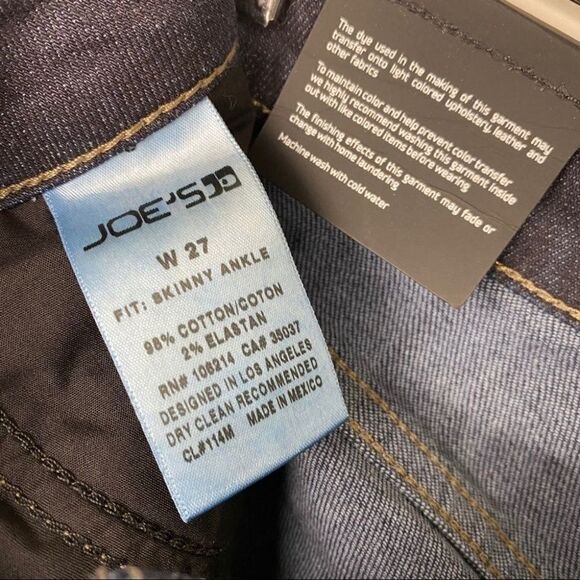 JOE'S
W 27
FIT: SKINNY ANKLE
98% COTTON/COTON
2% ELASTAN
RN# 106214 CA# 35037
DESIGNED IN LOS ANGELES
DRY CLEAN RECOMMENDED
CL#114M MADE IN MEXICO
The dye used in the making of this garment may
transfer onto light colored upholstery, leather and
other fabrics
To maintain color and help prevent color transfer
we highly recommend washing this garment inside
out with like colored items before wearing
The finishing effects of this garment may fade or
change with home laundering
Machine wash with cold water